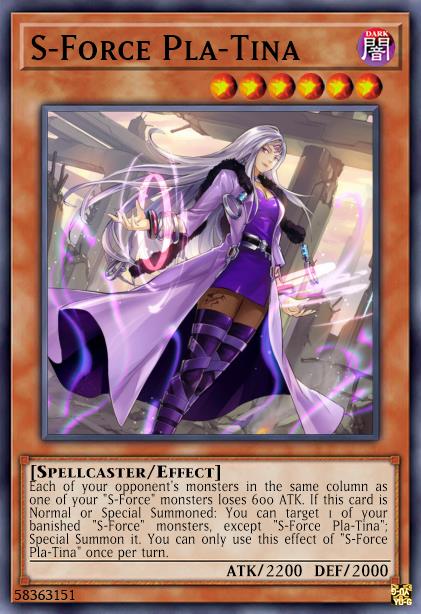 S-Force Pla-Tina
DARK
闇
[Spellcaster/Effect]
Each of your opponent's monsters in the same column as
one of your "S-Force" monsters loses 600 ATK. If this card is
Normal or Special Summoned: You can target 1 of your
banished "S-Force" monsters, except "S-Force Pla-Tina";
Special Summon it. You can only use this effect of "S-Force
Pla-Tina" once per turn.
ATK/2200 DEF/2000
58363151